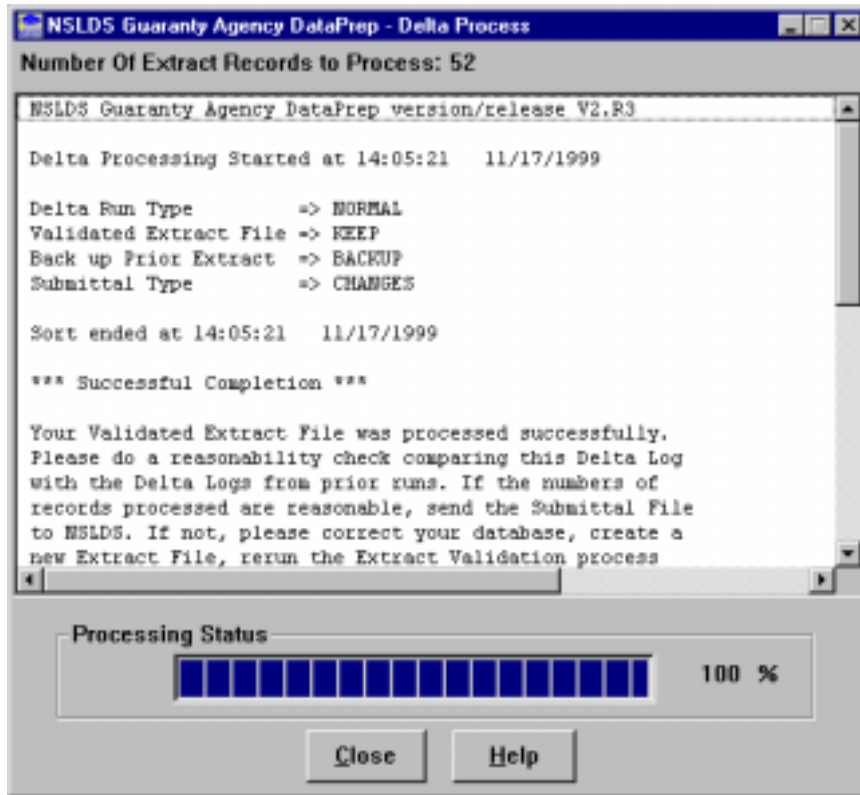 NSLDS Guaranty Agency DataPrep - Delta Process
Number Of Extract Records to Process: 52
NSLDS Guaranty Agency DataPrep version/release V2.R3
Delta Processing Started at 14:05:21 11/17/1999
Delta Run Type => NORMAL
Validated Extract File => KEEP
Back up Prior Extract => BACKUP
Submittal Type => CHANGES
Sort ended at 14:05:21 11/17/1999
*** Successful Completion ***
Your Validated Extract File was processed successfully.
Please do a reasonability check comparing this Delta Log
with the Delta Logs from prior runs. If the numbers of
records processed are reasonable, send the Submittal File
to NSLDS. If not, please correct your database, create a
new Extract File, rerun the Extract Validation process
Processing Status
100 %
Close Help